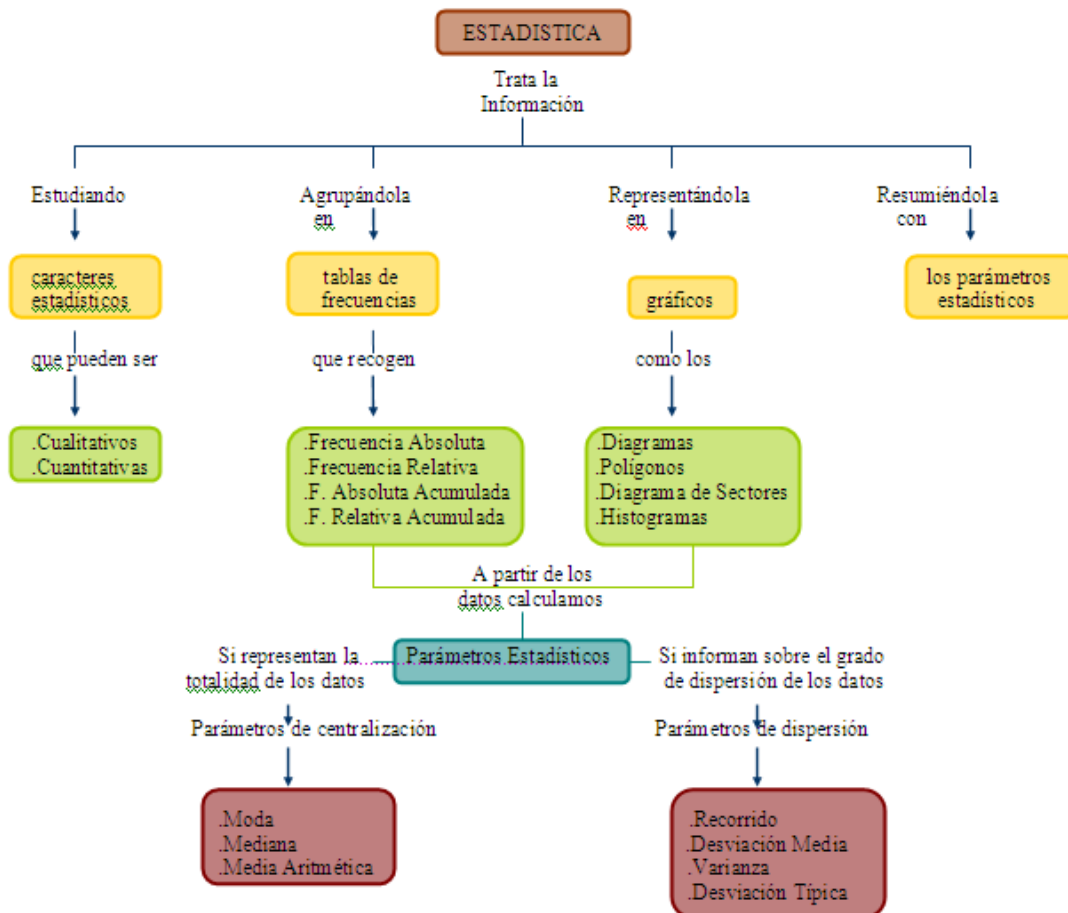 ESTADISTICA
Trata la
Información
Estudiando
caracteres
estadísticos
que pueden ser
.Cualitativos
.Cuantitativas
Agrupándola
en
tablas de
frecuencias
que recogen
.Frecuencia Absoluta
.Frecuencia Relativa
.F. Absoluta Acumulada
.F. Relativa Acumulada
Representándola
en
gráficos
como los
.Diagramas
.Polígonos
.Diagrama de Sectores
.Histogramas
Resumiéndola
con
los parámetros
estadísticos
A partir de los
datos calculamos
Parámetros Estadísticos
Si representan la
totalidad de los datos
Parámetros de centralización
.Moda
.Mediana
.Media Aritmética
Si informan sobre el grado
de dispersión de los datos
Parámetros de dispersión
.Recorrido
.Desviación Media
.Varianza
.Desviación Típica